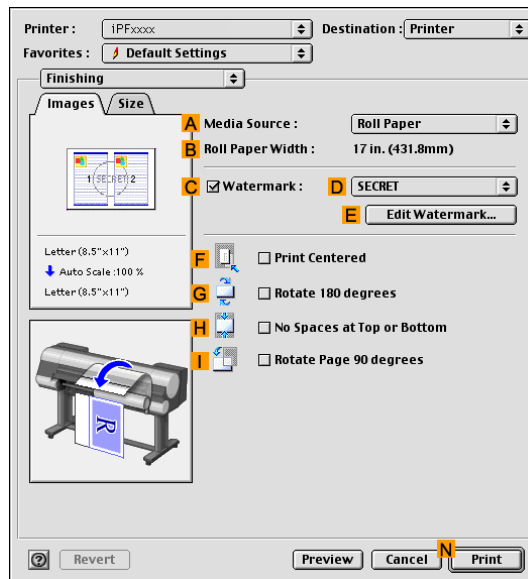 Printer : iPFxxxx Destination : Printer
Favorites : Default Settings
Finishing
Images Size
A Media Source : Roll Paper
B Roll Paper Width : 17 in. (431.8mm)
1 SECRET 2
C Watermark : D SECRET
E Edit Watermark...
Letter (8.5"x11")
Auto Scale :100 %
Letter (8.5"x11")
F Print Centered
G Rotate 180 degrees
H No Spaces at Top or Bottom
I Rotate Page 90 degrees
R
N
? Revert Preview Cancel Print